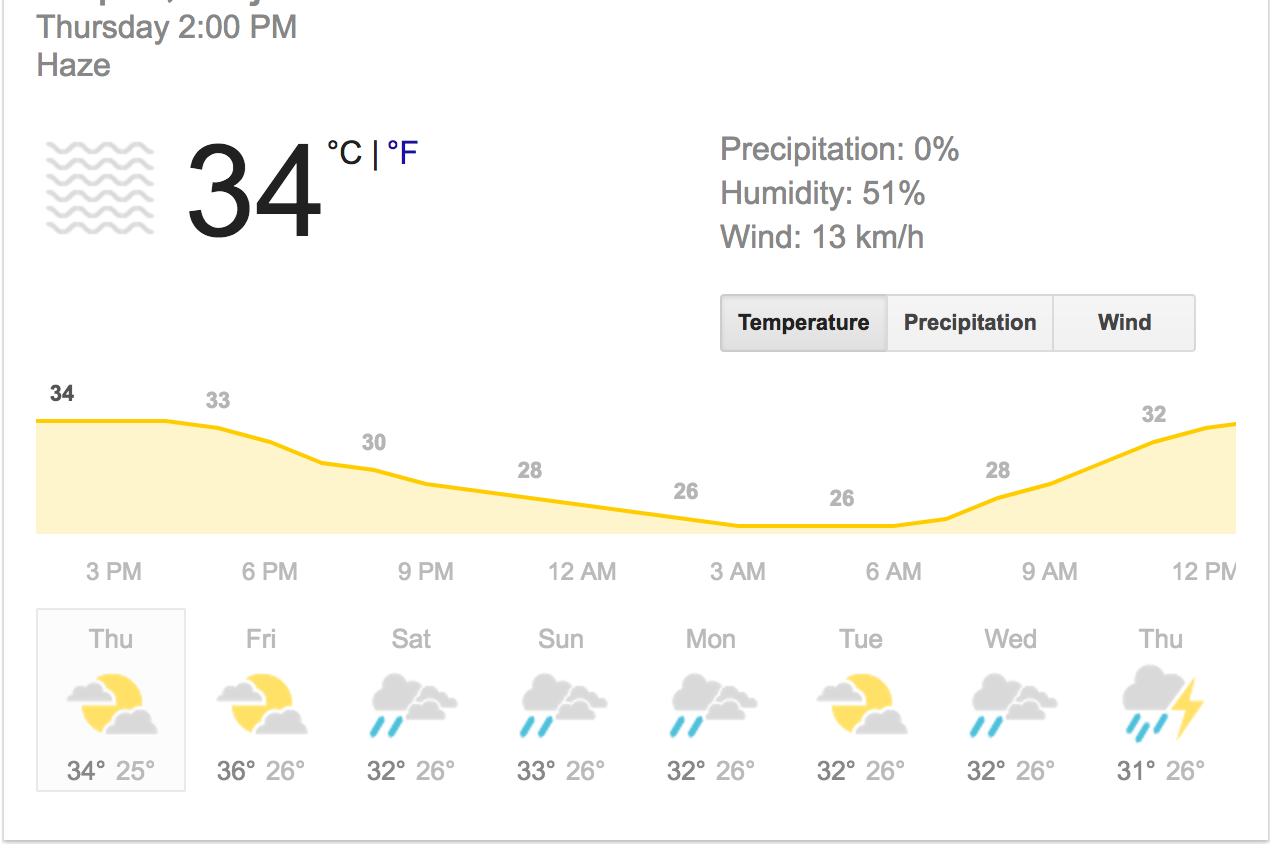 Thursday 2:00 PM
Haze
34 °C | °F
Precipitation: 0%
Humidity: 51%
Wind: 13 km/h
Temperature Precipitation Wind
34 33 30 28 26 26 28 32
3 PM 6 PM 9 PM 12 AM 3 AM 6 AM 9 AM 12 PM
Thu Fri Sat Sun Mon Tue Wed Thu
34° 25° 36° 26° 32° 26° 33° 26° 32° 26° 32° 26° 32° 26° 31° 26°